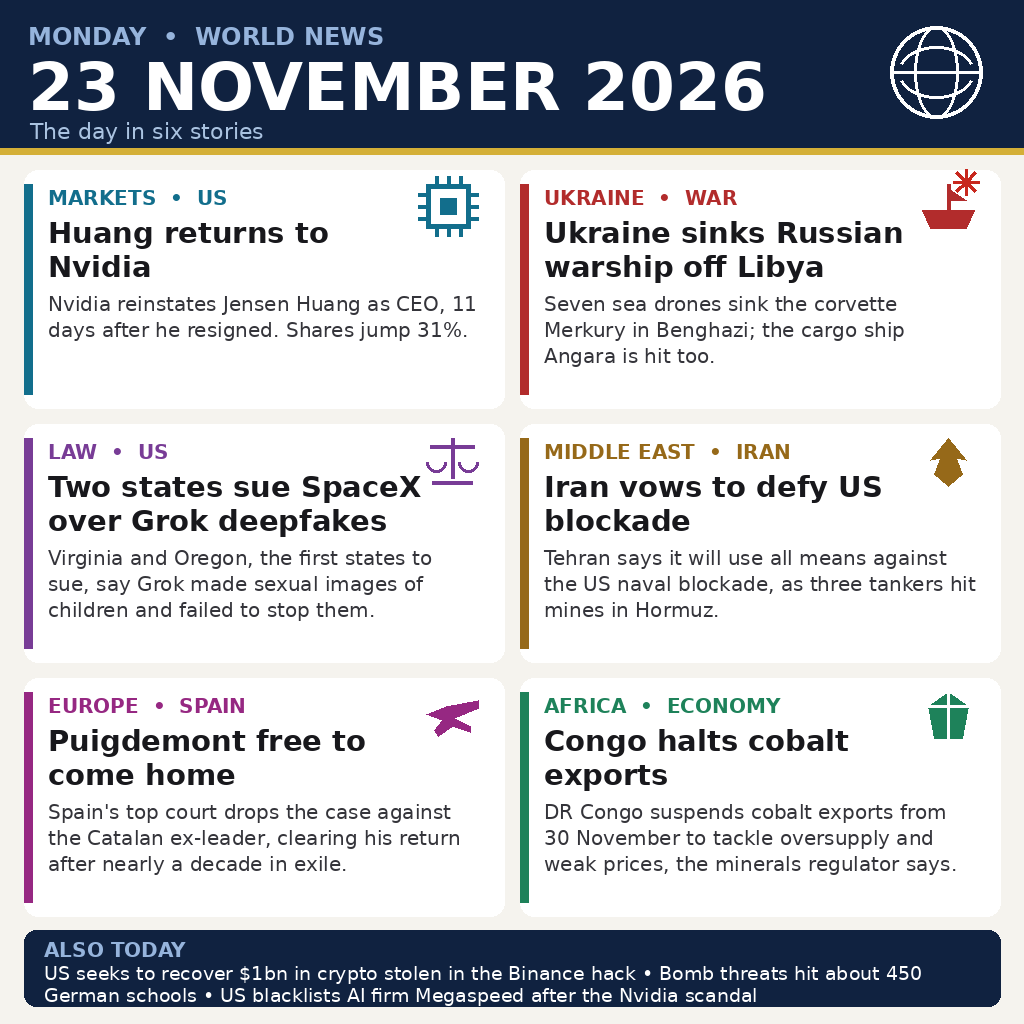 MONDAY • WORLD NEWS
23 NOVEMBER 2026
The day in six stories
MARKETS • US
Huang returns to
Nvidia
Nvidia reinstates Jensen Huang as CEO, 11
days after he resigned. Shares jump 31%.
UKRAINE • WAR
Ukraine sinks Russian
warship off Libya
Seven sea drones sink the corvette
Merkury in Benghazi; the cargo ship
Angara is hit too.
LAW • US
Two states sue SpaceX
over Grok deepfakes
Virginia and Oregon, the first states to
sue, say Grok made sexual images of
children and failed to stop them.
MIDDLE EAST • IRAN
Iran vows to defy US
blockade
Tehran says it will use all means against
the US naval blockade, as three tankers hit
mines in Hormuz.
EUROPE • SPAIN
Puigdemont free to
come home
Spain's top court drops the case against
the Catalan ex-leader, clearing his return
after nearly a decade in exile.
AFRICA • ECONOMY
Congo halts cobalt
exports
DR Congo suspends cobalt exports from
30 November to tackle oversupply and
weak prices, the minerals regulator says.
ALSO TODAY
US seeks to recover $1bn in crypto stolen in the Binance hack • Bomb threats hit about 450
German schools • US blacklists AI firm Megaspeed after the Nvidia scandal